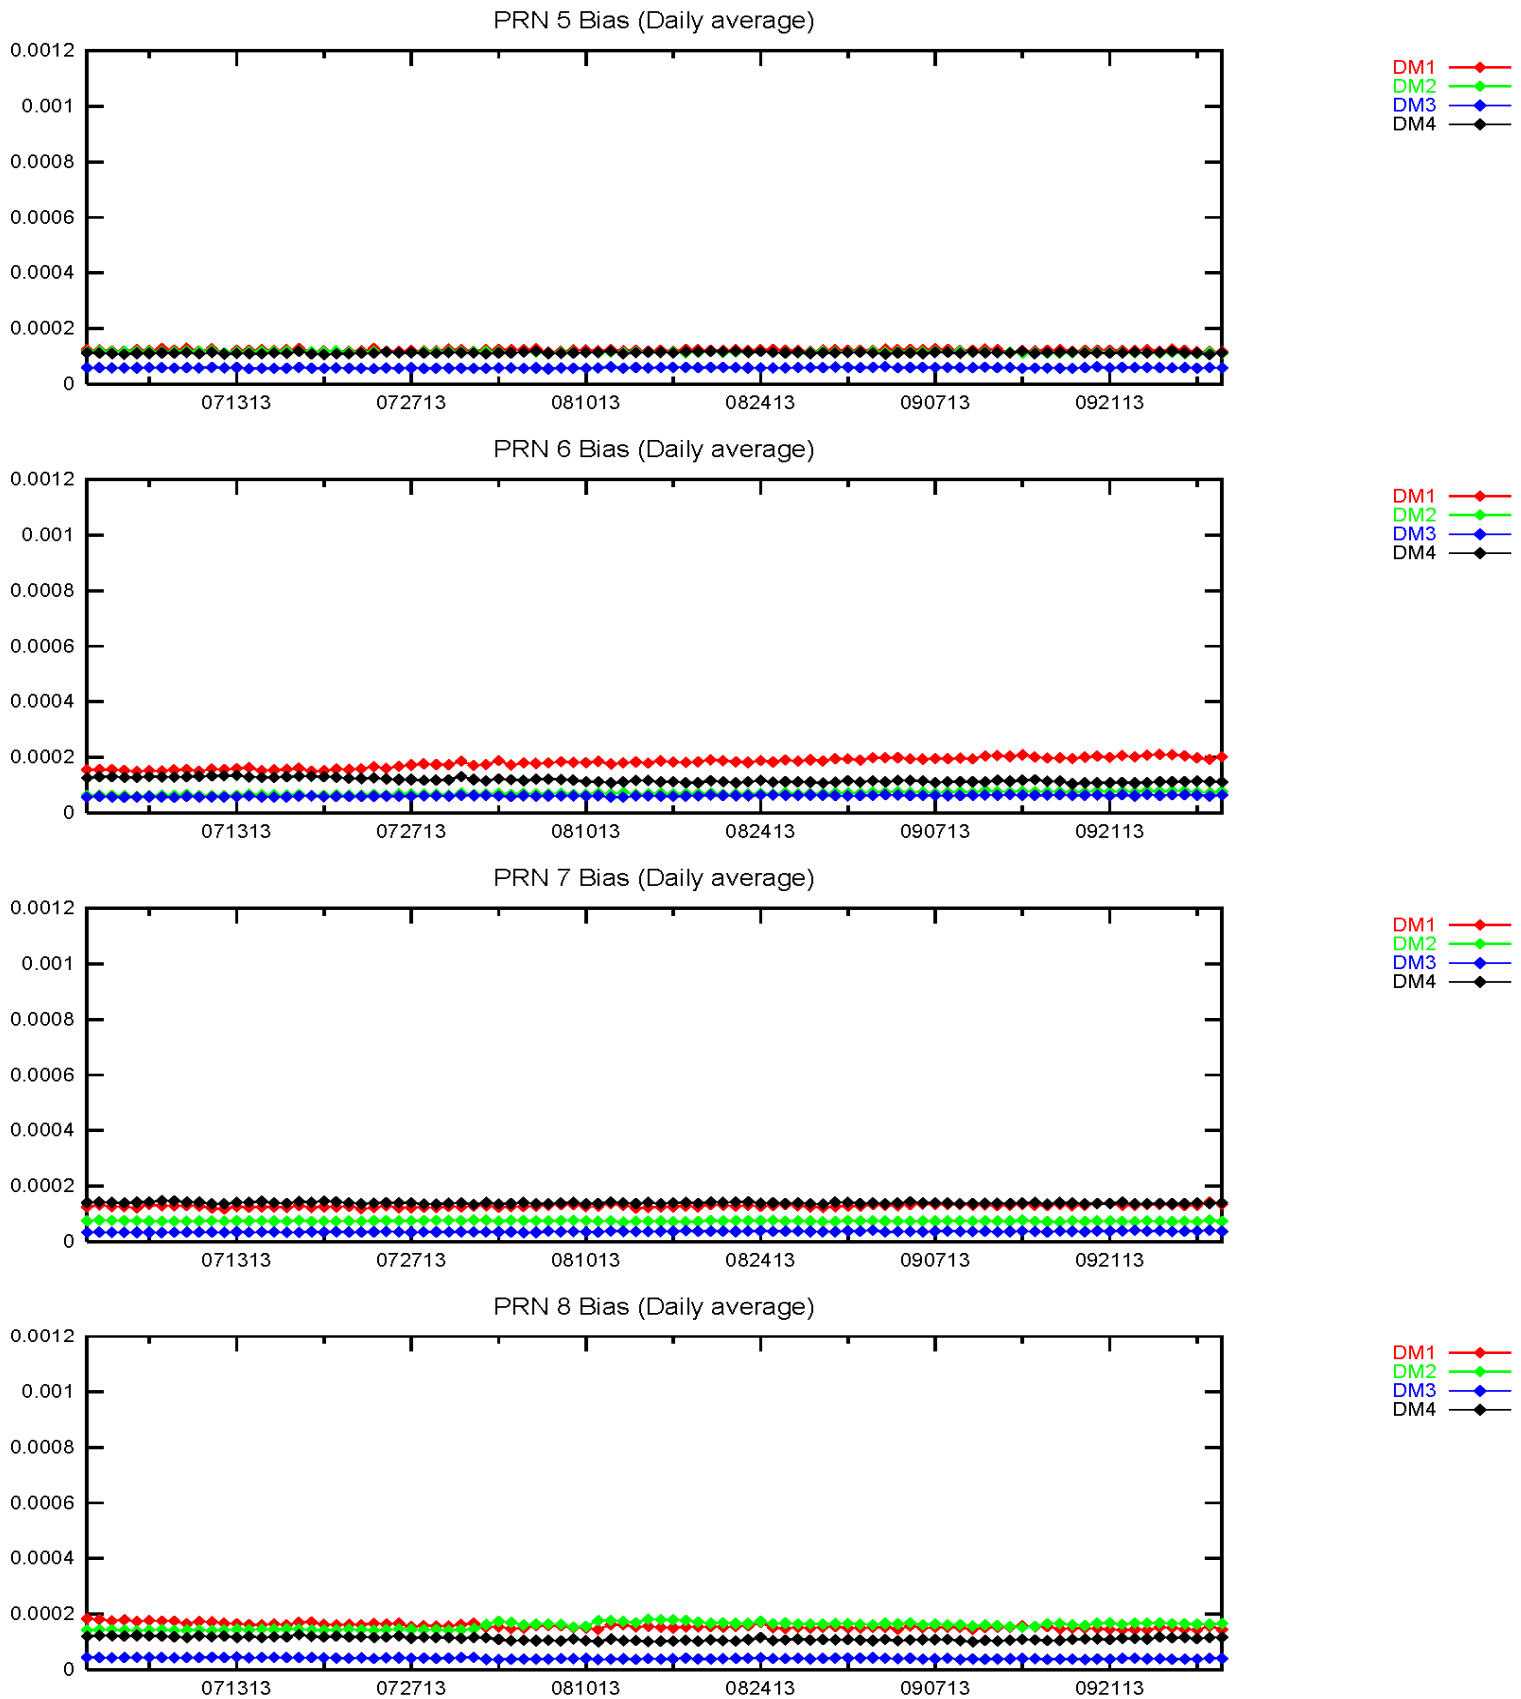 PRN 5 Bias (Daily average)
0.0012
0.001
0.0008
0.0006
0.0004
0.0002
0
071313 072713 081013 082413 090713 092113
DM1
DM2
DM3
DM4
PRN 6 Bias (Daily average)
0.0012
0.001
0.0008
0.0006
0.0004
0.0002
0
071313 072713 081013 082413 090713 092113
DM1
DM2
DM3
DM4
PRN 7 Bias (Daily average)
0.0012
0.001
0.0008
0.0006
0.0004
0.0002
0
071313 072713 081013 082413 090713 092113
DM1
DM2
DM3
DM4
PRN 8 Bias (Daily average)
0.0012
0.001
0.0008
0.0006
0.0004
0.0002
0
071313 072713 081013 082413 090713 092113
DM1
DM2
DM3
DM4